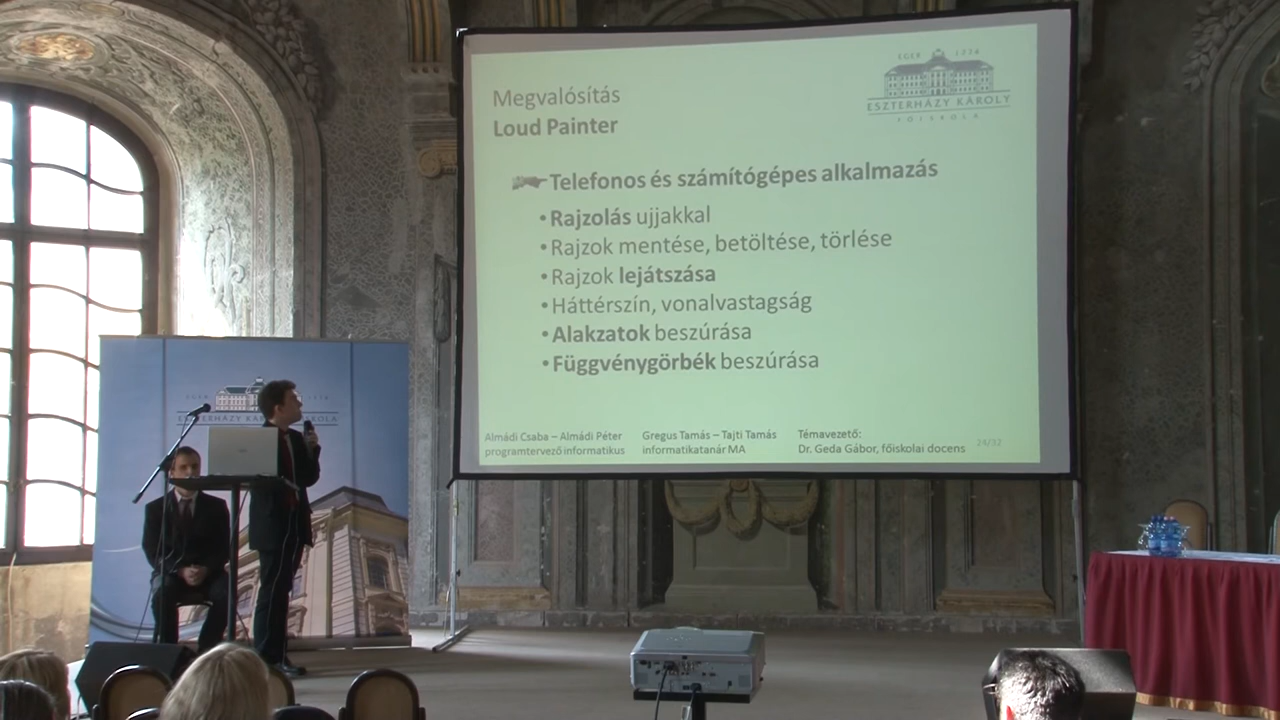 EGER 1774
ESZTERHÁZY KÁROLY
FŐISKOLA
Megvalósítás
Loud Painter
Telefonos és számítógépes alkalmazás
•Rajzolás ujjakkal
•Rajzok mentése, betöltése, törlése
•Rajzok lejátszása
•Háttérszín, vonalvastagság
•Alakzatok beszúrása
•Függvénygörbék beszúrása
Almádi Csaba – Almádi Péter
programtervező informatikus
Gregus Tamás – Tajti Tamás
informatikatanár MA
Témavezető:
Dr. Geda Gábor, főiskolai docens
24/32